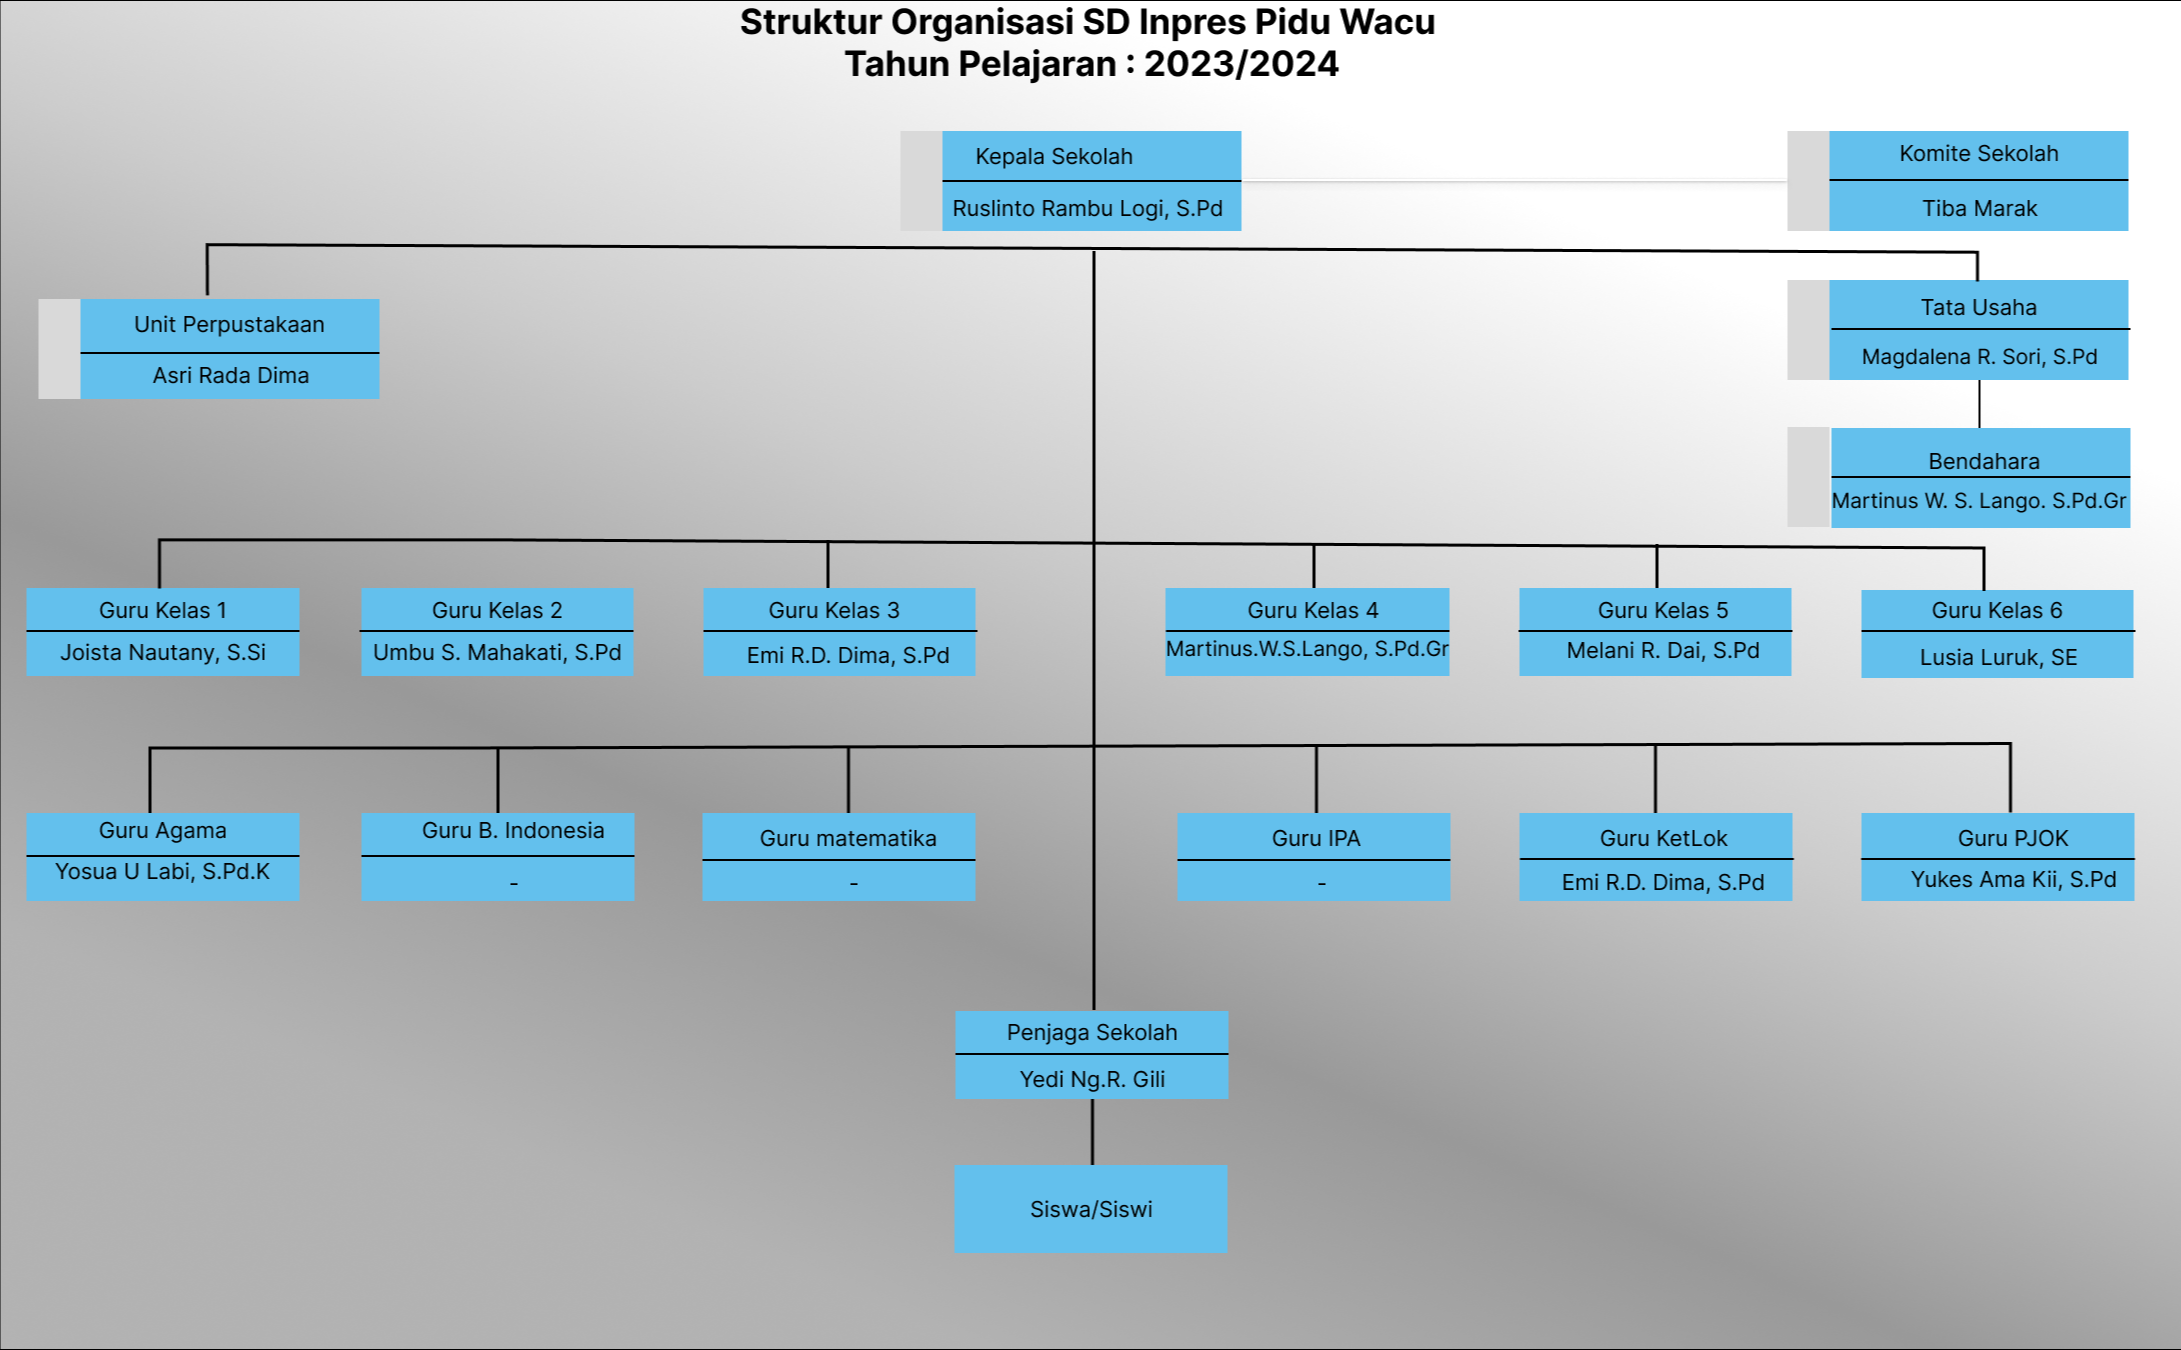 Struktur Organisasi SD Inpres Pidu Wacu
Tahun Pelajaran : 2023/2024
Kepala Sekolah
Ruslinto Rambu Logi, S.Pd
Komite Sekolah
Tiba Marak
Unit Perpustakaan
Asri Rada Dima
Tata Usaha
Magdalena R. Sori, S.Pd
Bendahara
Martinus W. S. Lango. S.Pd.Gr
Guru Kelas 1
Joista Nautany, S.Si
Guru Kelas 2
Umbu S. Mahakati, S.Pd
Guru Kelas 3
Emi R.D. Dima, S.Pd
Guru Kelas 4
Martinus.W.S.Lango, S.Pd.Gr
Guru Kelas 5
Melani R. Dai, S.Pd
Guru Kelas 6
Lusia Luruk, SE
Guru Agama
Yosua U Labi, S.Pd.K
Guru B. Indonesia
-
Guru matematika
-
Guru IPA
-
Guru KetLok
Emi R.D. Dima, S.Pd
Guru PJOK
Yukes Ama Kii, S.Pd
Penjaga Sekolah
Yedi Ng.R. Gili
Siswa/Siswi